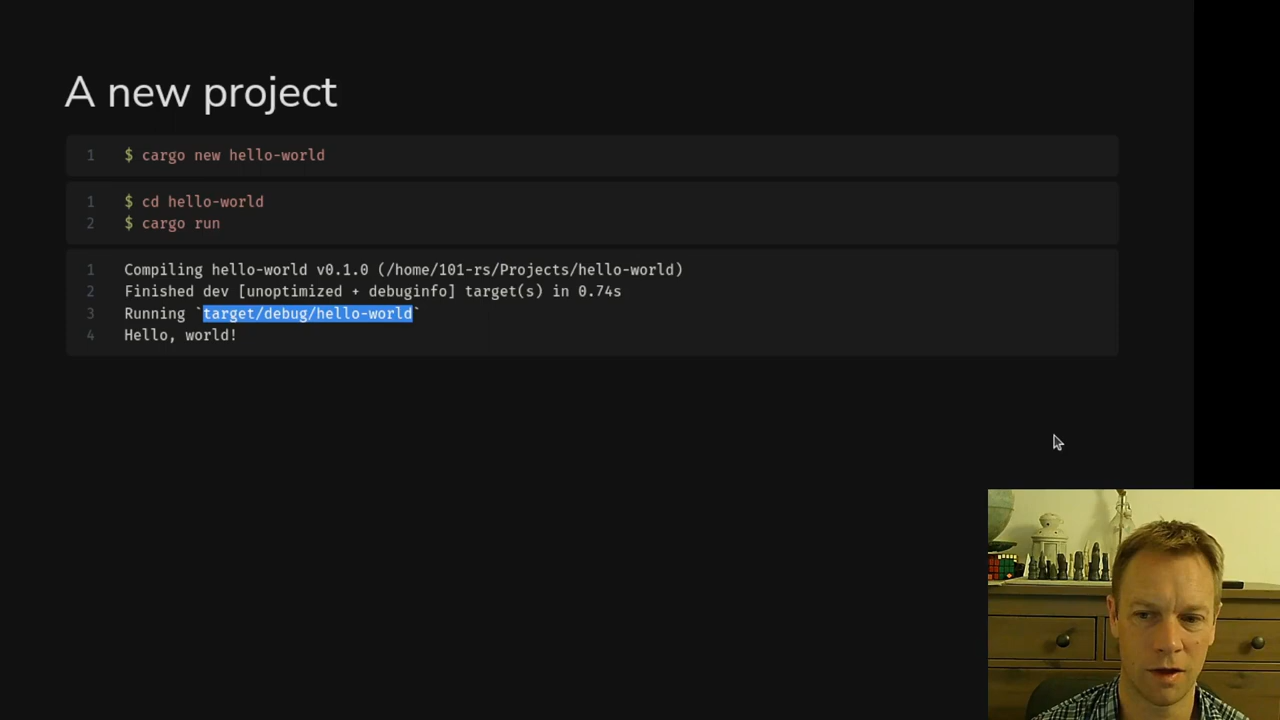 A new project
1 $ cargo new hello-world
1 $ cd hello-world
2 $ cargo run
1 Compiling hello-world v0.1.0 (/home/101-rs/Projects/hello-world)
2 Finished dev [unoptimized + debuginfo] target(s) in 0.74s
3 Running `target/debug/hello-world`
4 Hello, world!